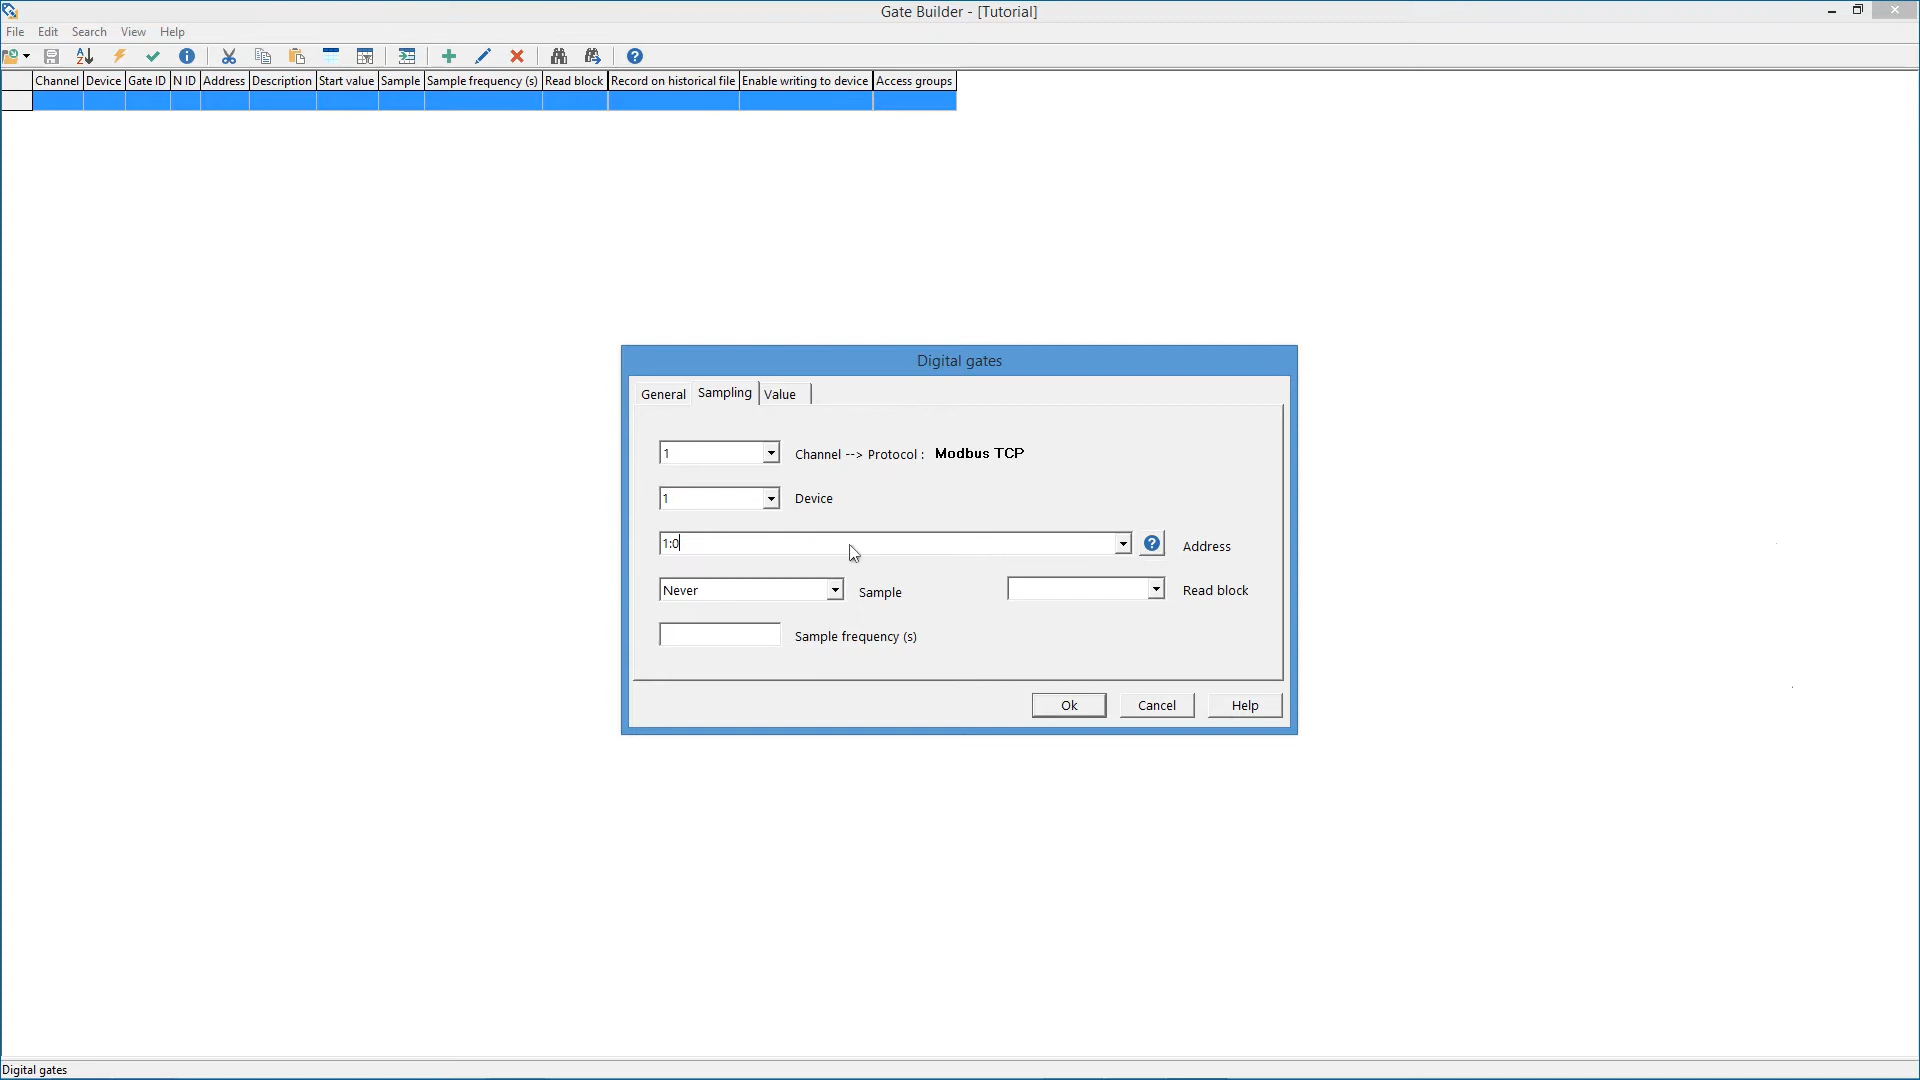 Gate Builder - [Tutorial]
File Edit Search View Help
Channel Device Gate ID N ID Address Description Start value Sample Sample frequency (s) Read block Record on historical file Enable writing to device Access groups
Digital gates
General Sampling Value
1 Channel --> Protocol : Modbus TCP
1 Device
1:0 Address
Never Sample Read block
Sample frequency (s)
Ok Cancel Help
Digital gates